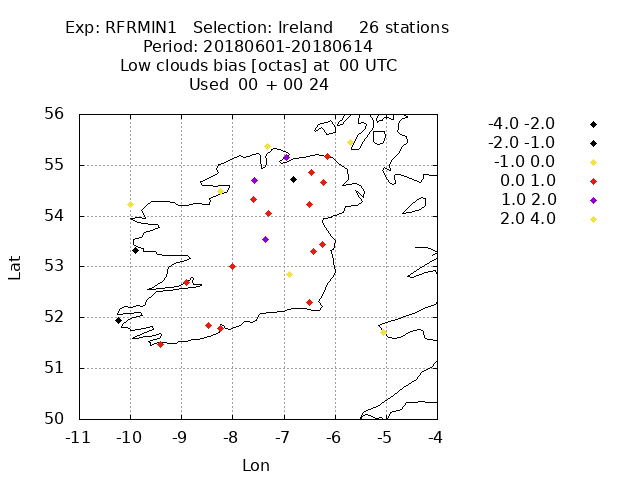 Exp: RFRMIN1 Selection: Ireland 26 stations
Period: 20180601-20180614
Low clouds bias [octas] at 00 UTC
Used 00 + 00 24
56
55
54
53
52
51
50
-11 -10 -9 -8 -7 -6 -5 -4
Lat
Lon
-4.0 -2.0
-2.0 -1.0
-1.0 0.0
0.0 1.0
1.0 2.0
2.0 4.0